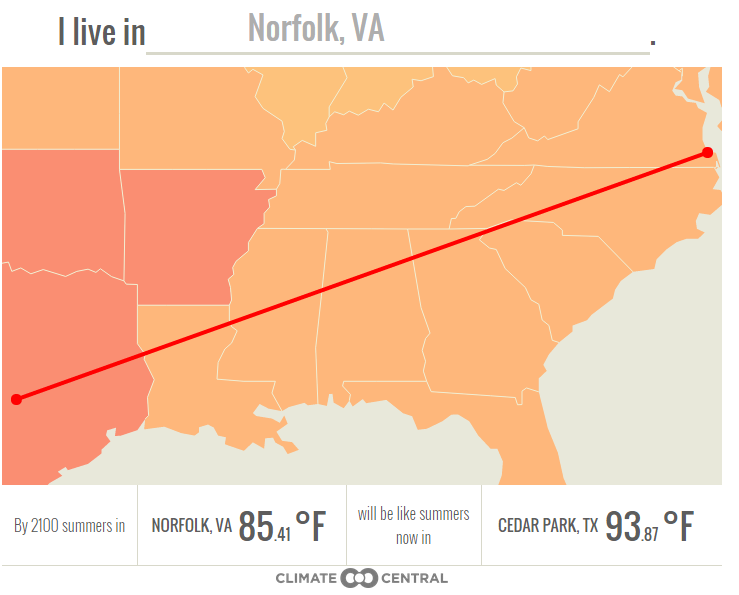 I live in Norfolk, VA .
By 2100 summers in NORFOLK, VA 85.41 °F will be like summers now in CEDAR PARK, TX 93.87 °F
CLIMATE CENTRAL